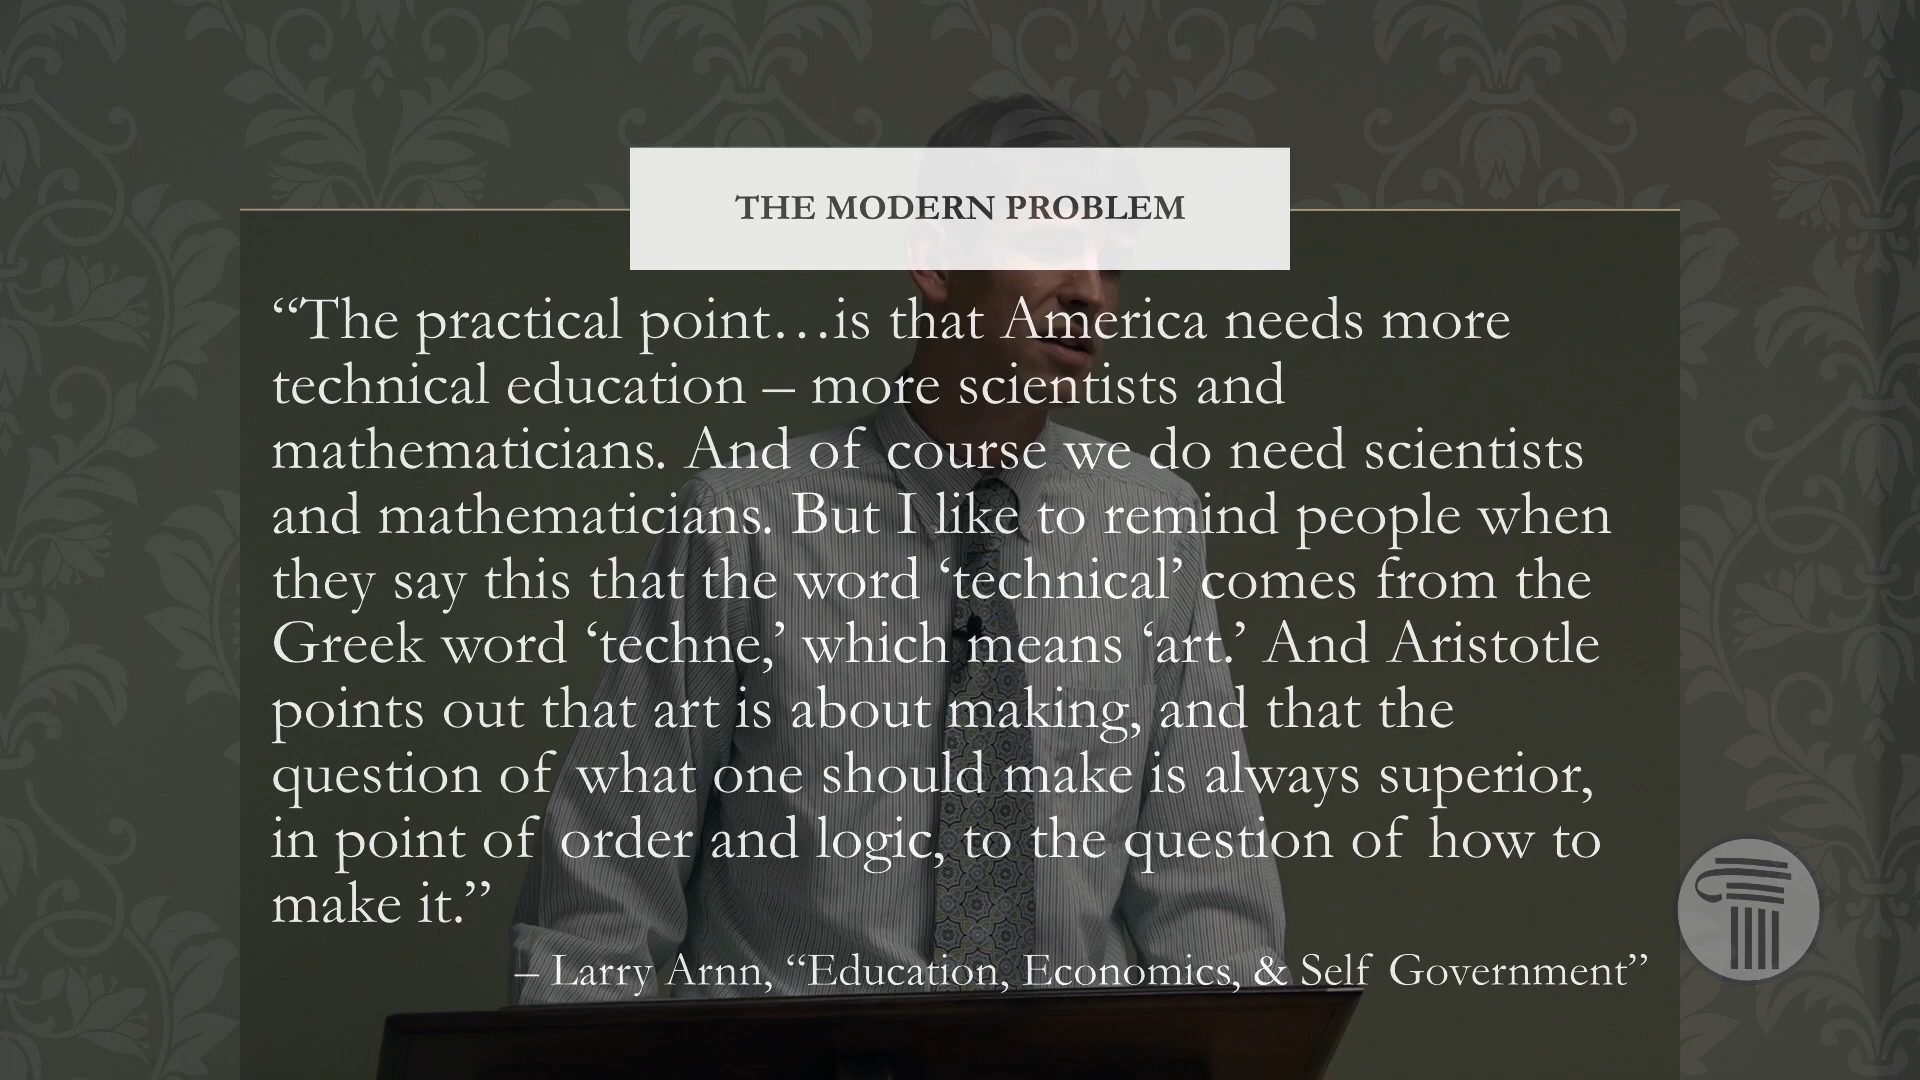 THE MODERN PROBLEM
“The practical point…is that America needs more
technical education – more scientists and
mathematicians. And of course we do need scientists
and mathematicians. But I like to remind people when
they say this that the word ‘technical’ comes from the
Greek word ‘techne,’ which means ‘art.’ And Aristotle
points out that art is about making, and that the
question of what one should make is always superior,
in point of order and logic, to the question of how to
make it.”
– Larry Arnn, “Education, Economics, & Self Government”